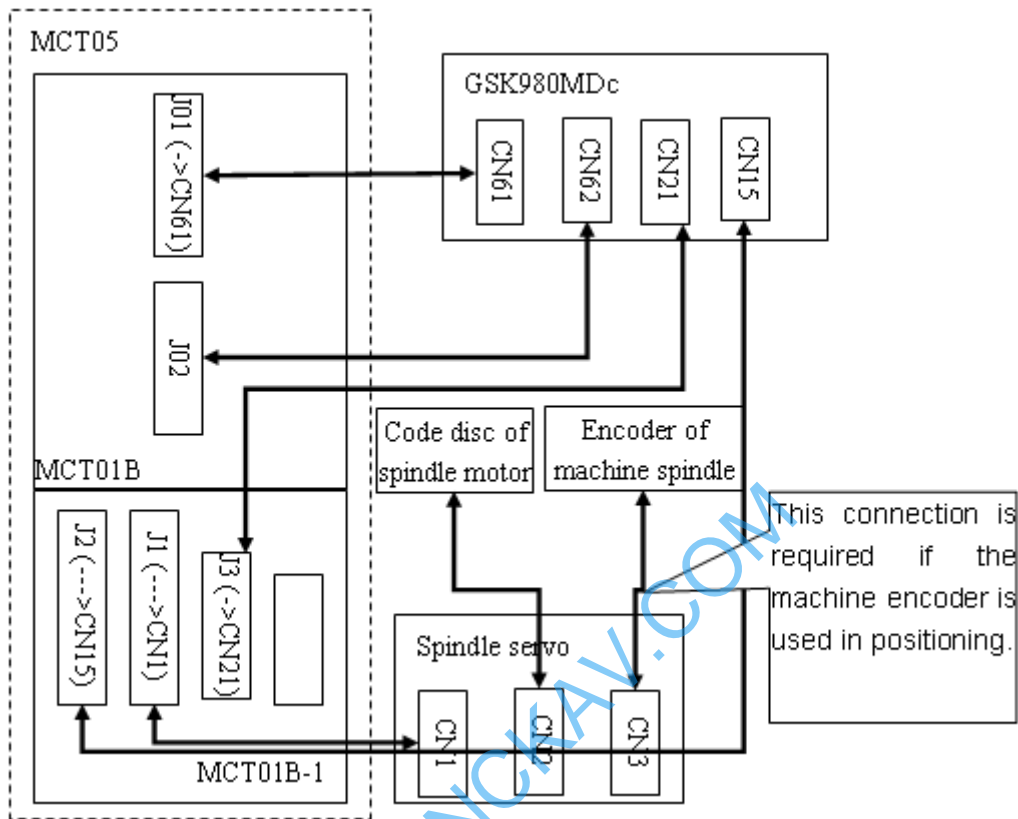 MCT05
J01 (->CN61)
J02
MCT01B
GSK980MDc
CN61
CN62
CN21
CN15
Code disc of
spindle motor
Encoder of
machine spindle
This connection is
required if the
machine encoder is
used in positioning.
J2 (--->CN15)
J1 (--->CN1)
J3 (->CN21)
MCT01B-1
Spindle servo
CN1
CN2
CN3
NCKAV.COM